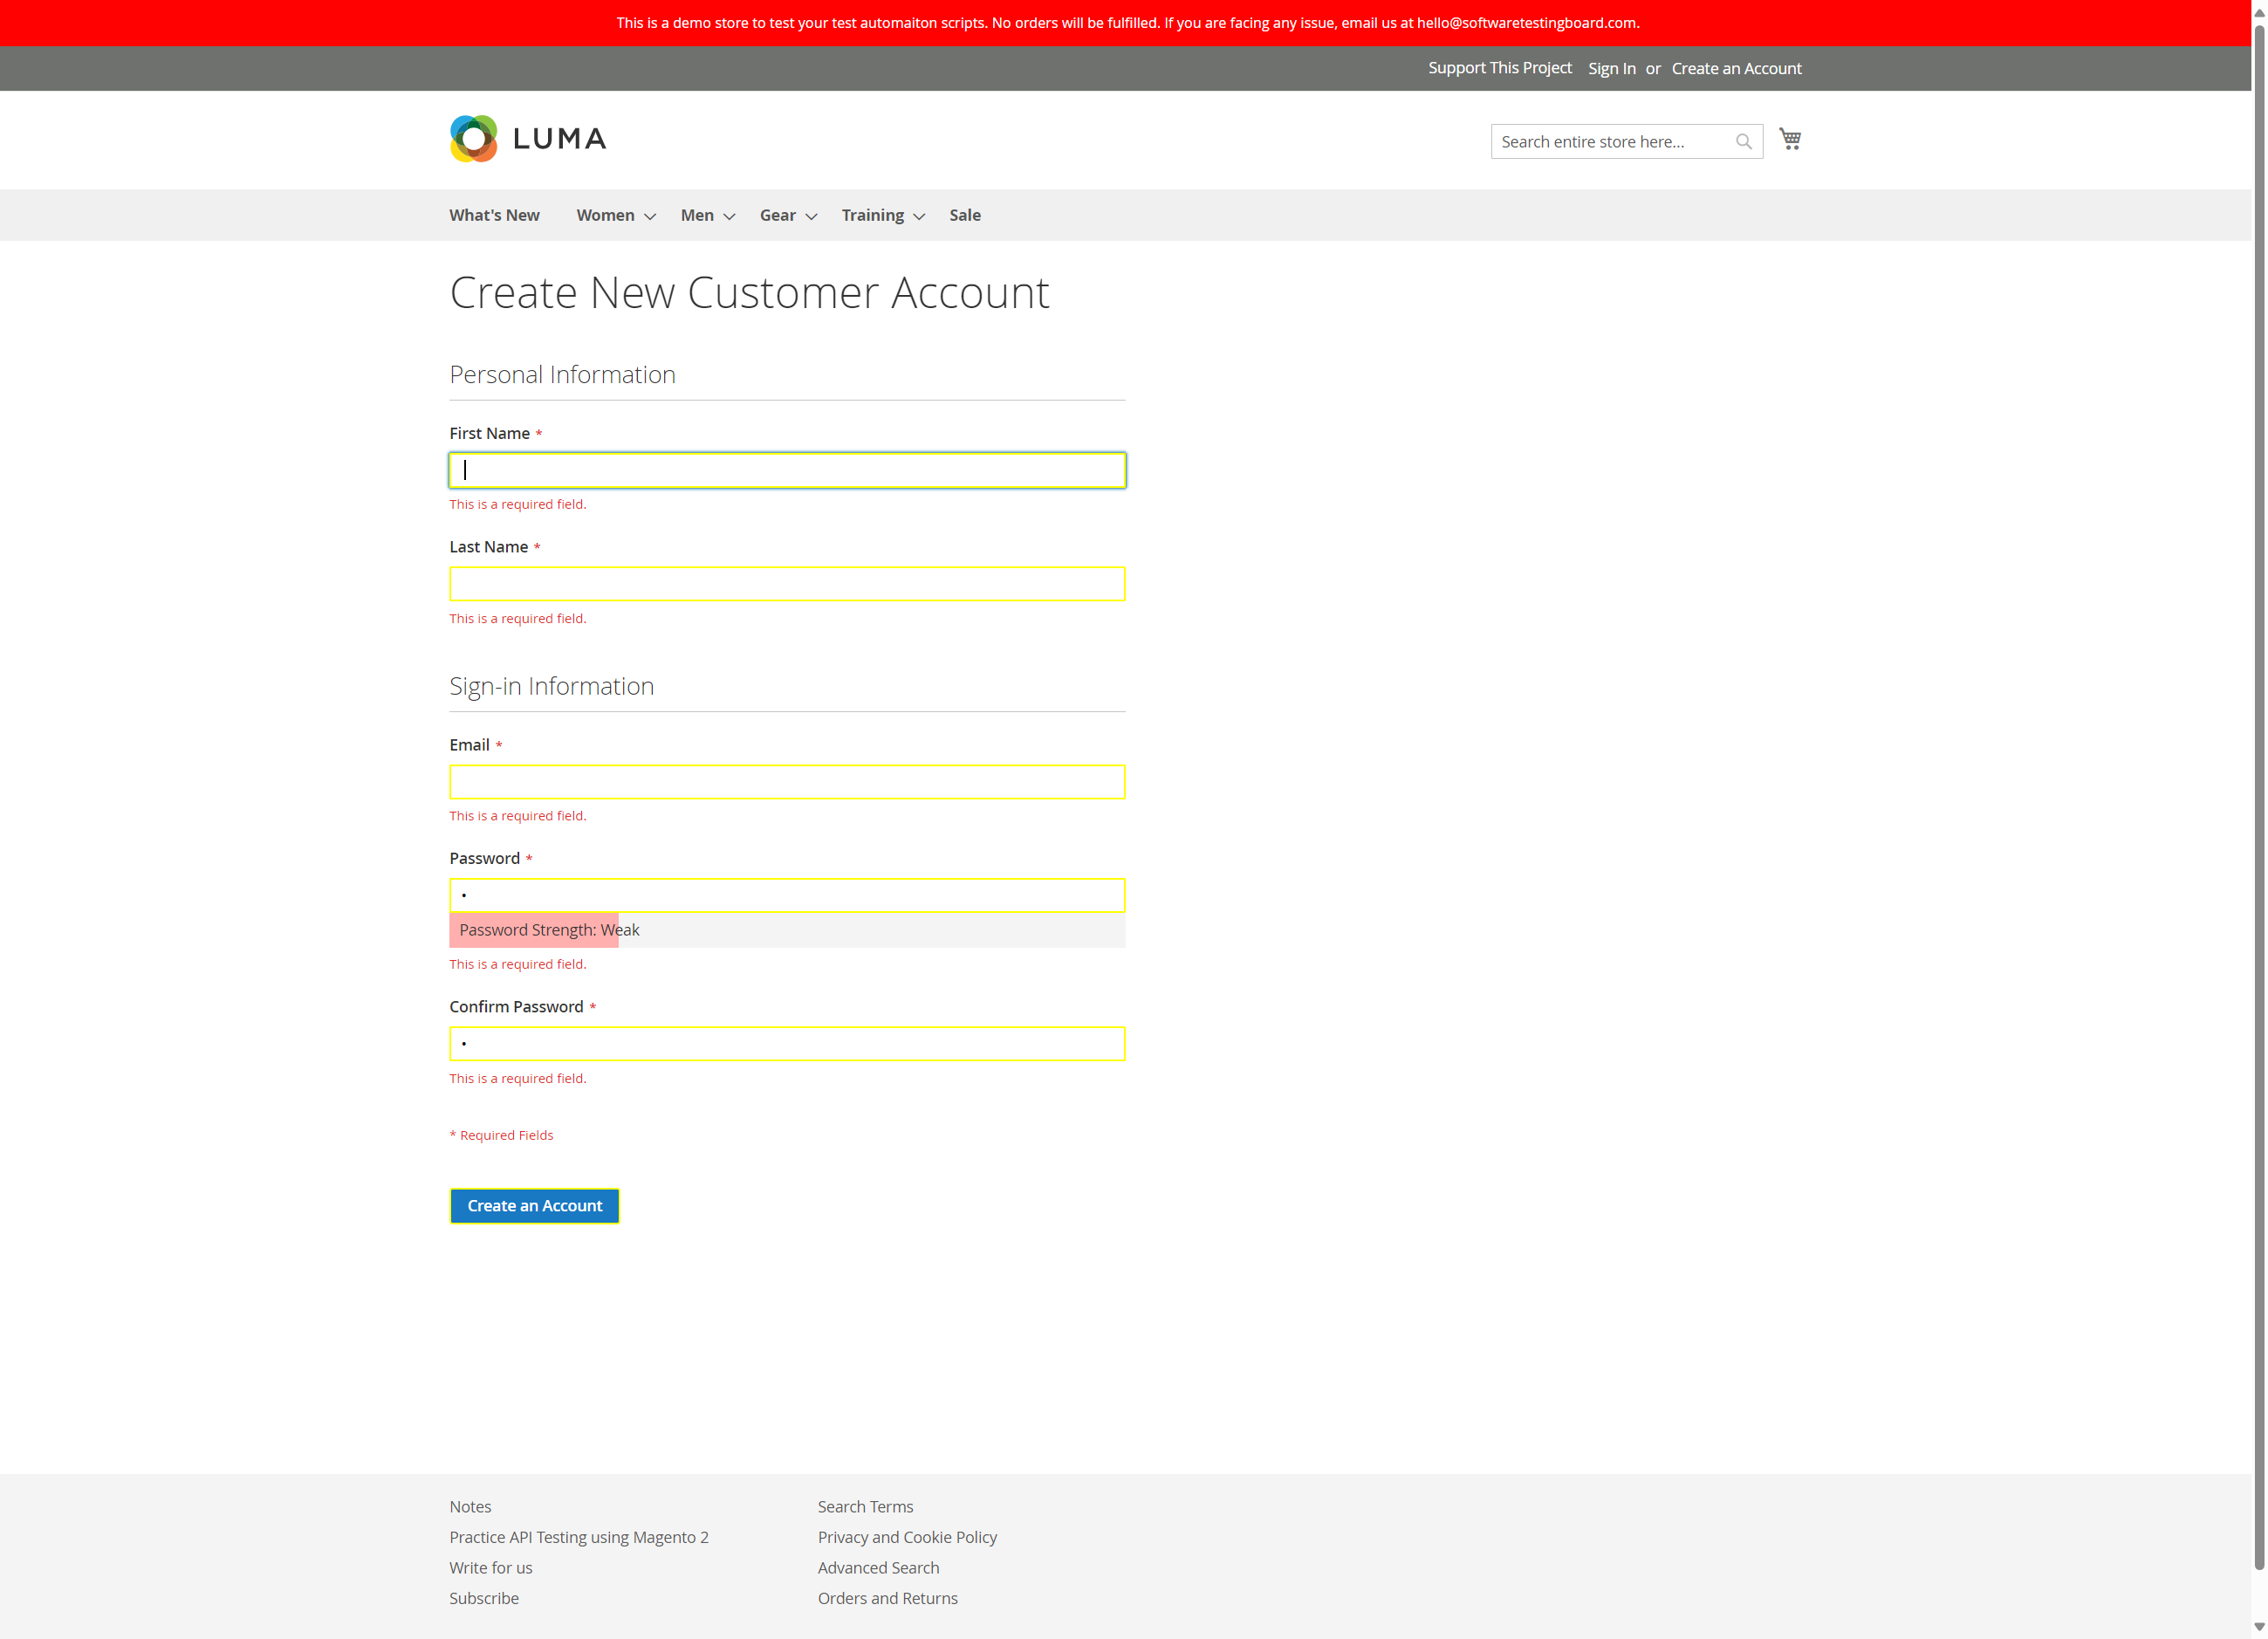 This is a demo store to test your test automaiton scripts. No orders will be fulfilled. If you are facing any issue, email us at hello@softwaretestingboard.com.
Support This Project Sign In or Create an Account
LUMA
Search entire store here...
What's New Women Men Gear Training Sale
Create New Customer Account
Personal Information
First Name *
This is a required field.
Last Name *
This is a required field.
Sign-in Information
Email *
This is a required field.
Password *
•
Password Strength: Weak
This is a required field.
Confirm Password *
•
This is a required field.
* Required Fields
Create an Account
Notes
Practice API Testing using Magento 2
Write for us
Subscribe
Search Terms
Privacy and Cookie Policy
Advanced Search
Orders and Returns